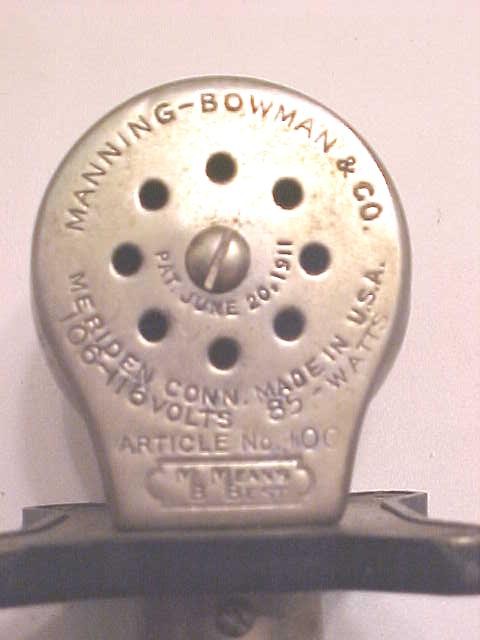 MANNING-BOWMAN & CO.
PAT. JUNE 20, 1911
MERIDEN CONN. MADE IN U.S.A.
106-116 VOLTS 85-WATTS
ARTICLE No.
M. MEANS
B BEST